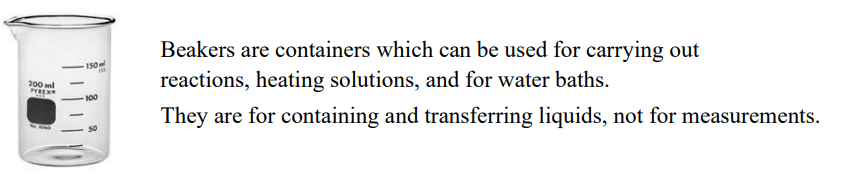 150 ml
200 ml
PYREX®
100
No. 1060
50
Beakers are containers which can be used for carrying out
reactions, heating solutions, and for water baths.
They are for containing and transferring liquids, not for measurements.